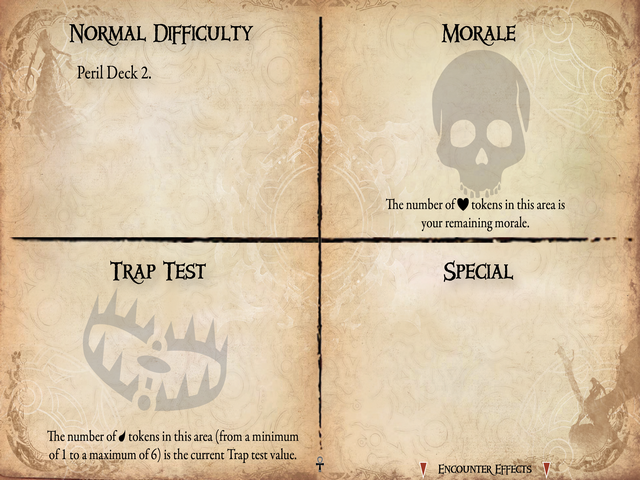 NORMAL DIFFICULTY
Peril Deck 2.
MORALE
The number of ♥ tokens in this area is
your remaining morale.
TRAP TEST
The number of tokens in this area (from a minimum
of 1 to a maximum of 6) is the current Trap test value.
SPECIAL
ENCOUNTER EFFECTS